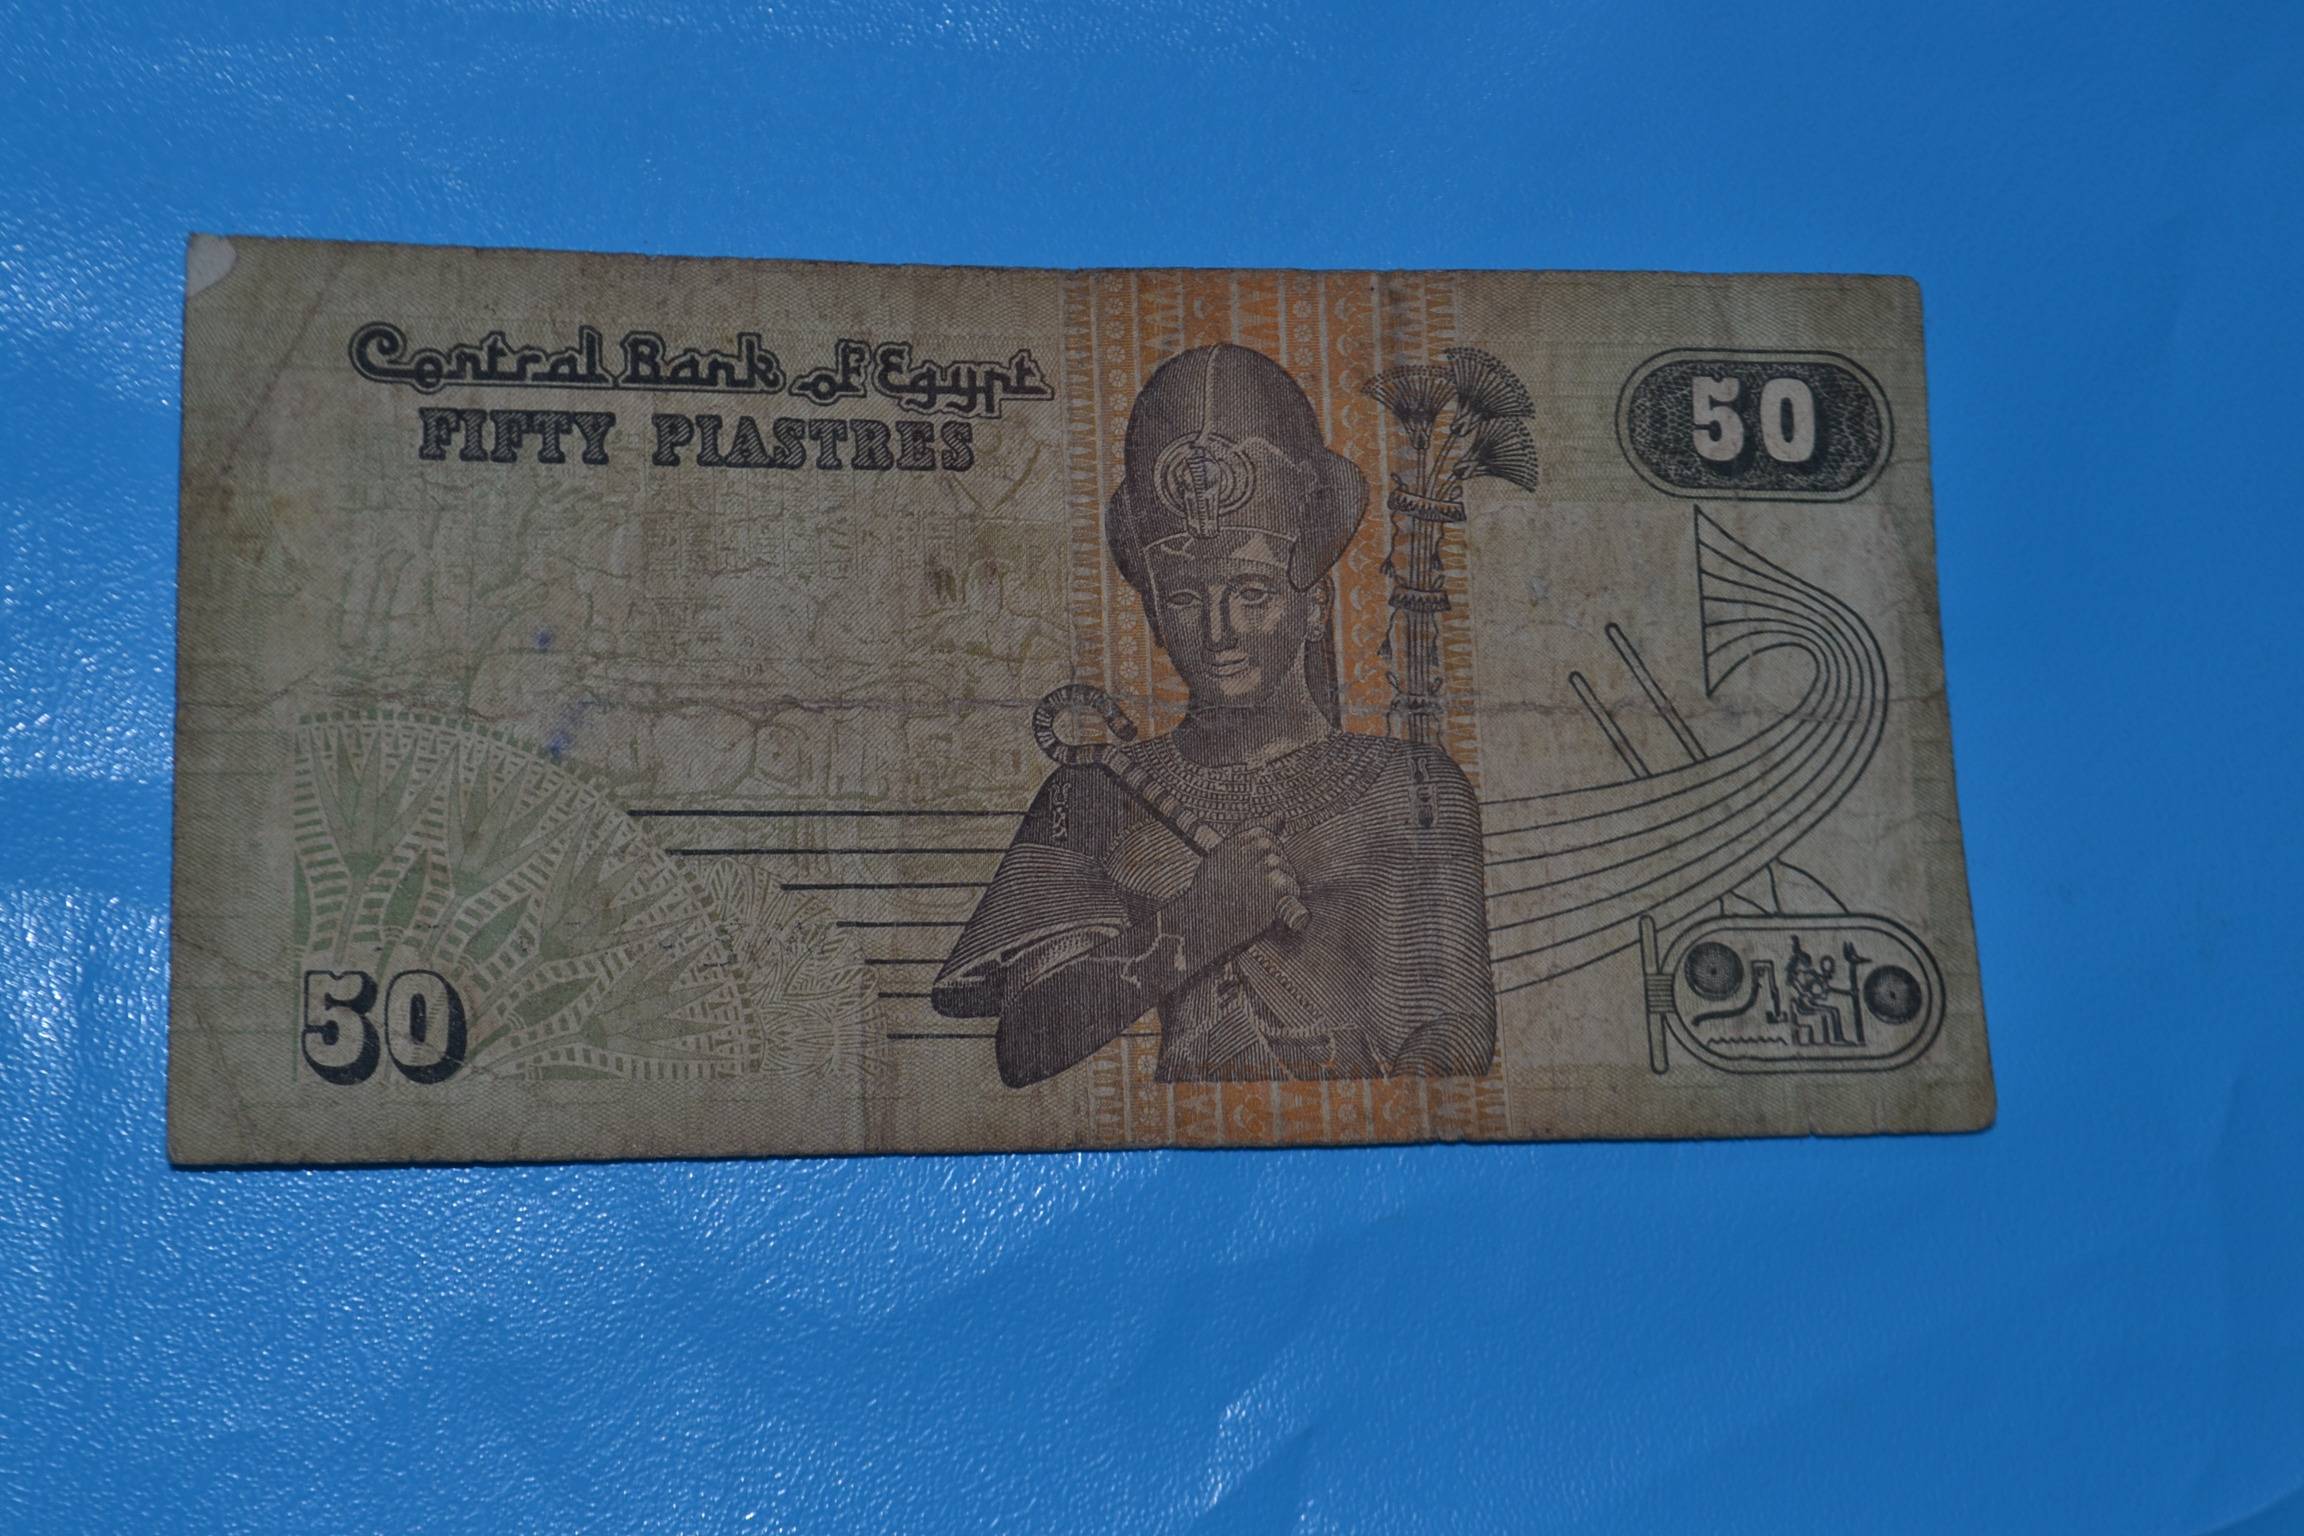 Central Bank of Egypt
FIFTY PIASTRES
50
50